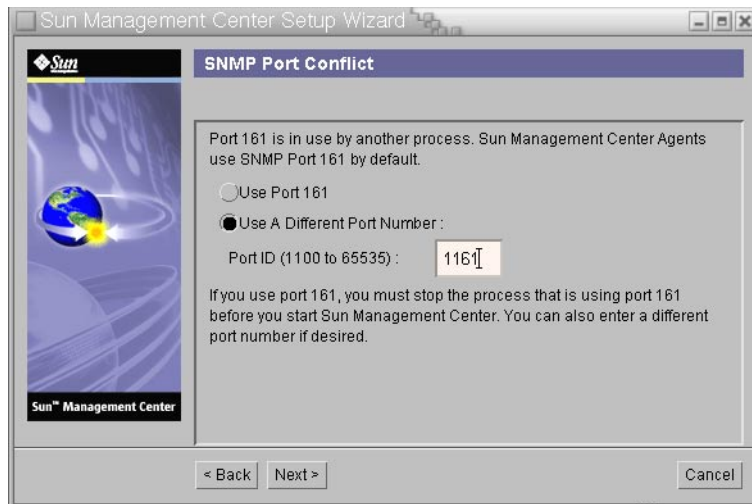 Sun Management Center Setup Wizard
Sun
SNMP Port Conflict
Port 161 is in use by another process. Sun Management Center Agents
use SNMP Port 161 by default.
Use Port 161
Use A Different Port Number :
Port ID (1100 to 65535) : 1161
If you use port 161, you must stop the process that is using port 161
before you start Sun Management Center. You can also enter a different
port number if desired.
Sun™ Management Center
< Back Next > Cancel